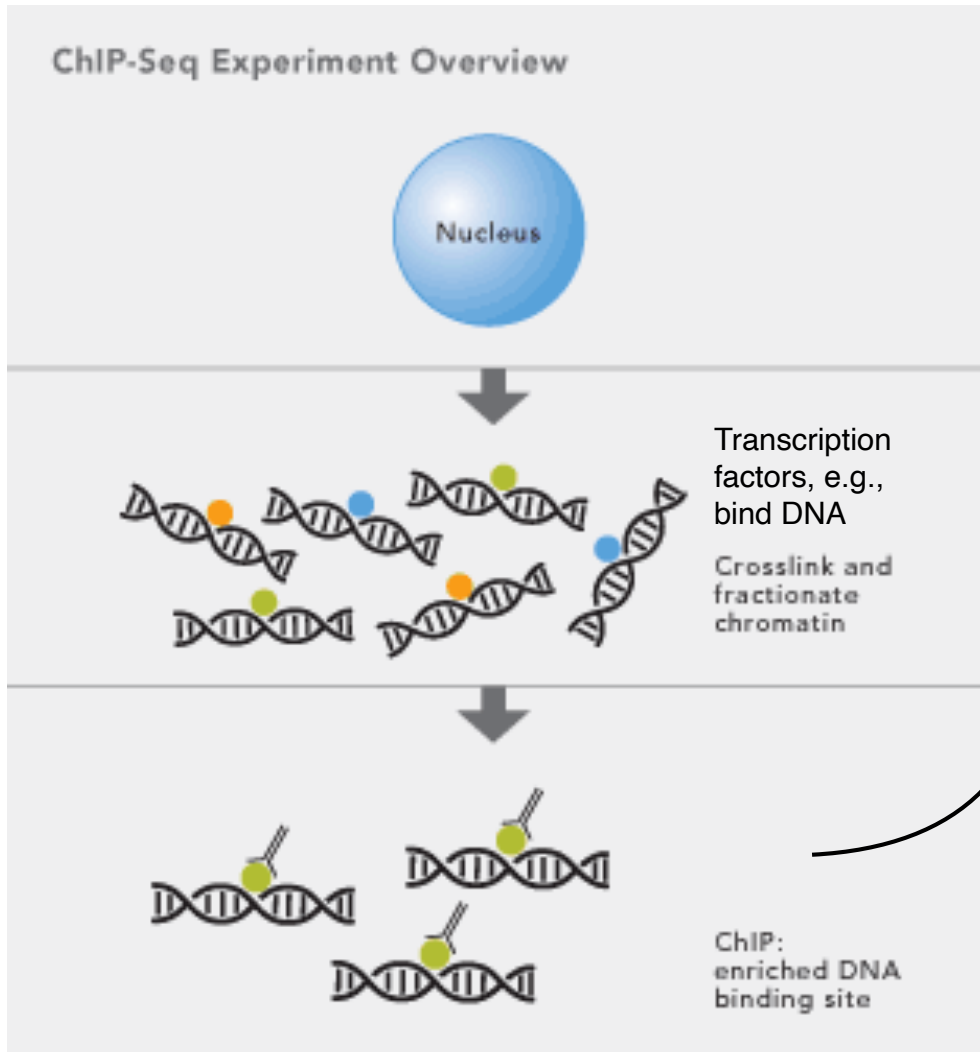 ChIP-Seq Experiment Overview
Nucleus
Transcription
factors, e.g.,
bind DNA
Crosslink and
fractionate
chromatin
ChIP:
enriched DNA
binding site